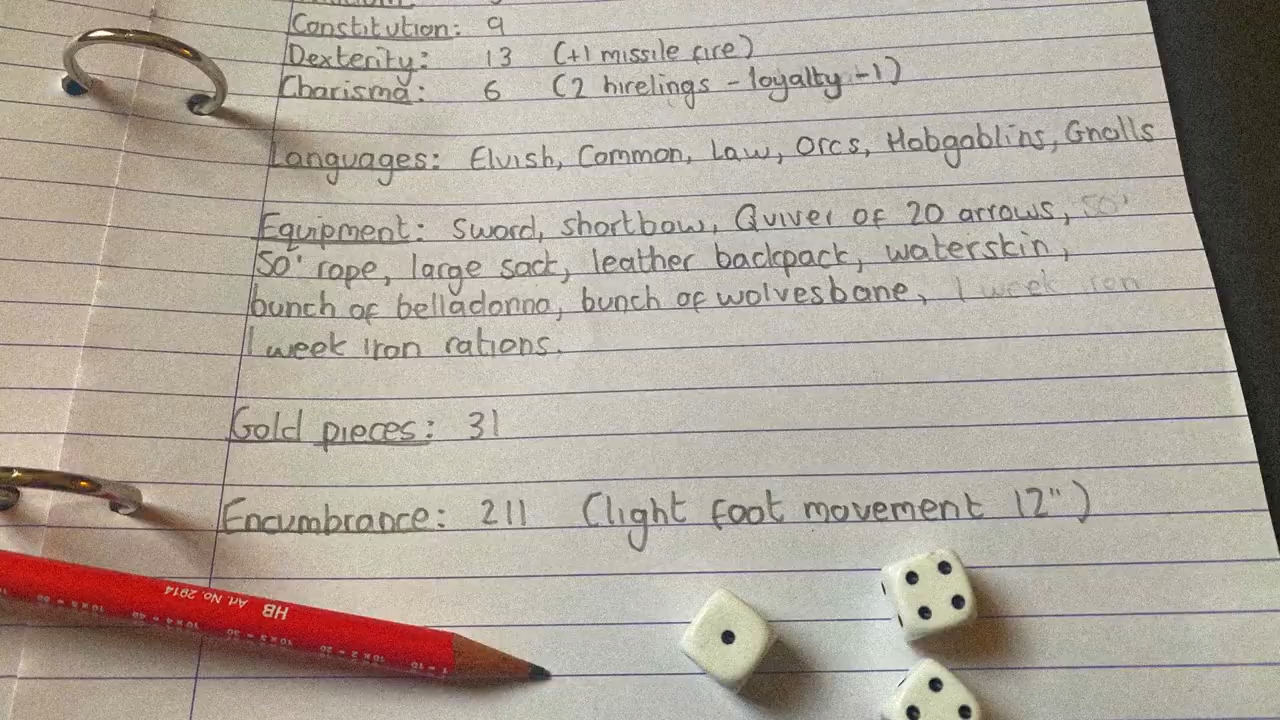 Constitution: 9
Dexterity: 13 (+1 missile fire)
Charisma: 6 (2 hirelings - loyalty -1)
Languages: Elvish, Common, Law, Orcs, Hobgoblins, Gnolls
Equipment: Sword, shortbow, Quiver of 20 arrows, 50'
50' rope, large sack, leather backpack, waterskin,
bunch of belladonna, bunch of wolvesbane, 1 week iron
1 week iron rations.
Gold pieces: 31
Encumbrance: 211 (light foot movement 12")
HB Art. No. 2914